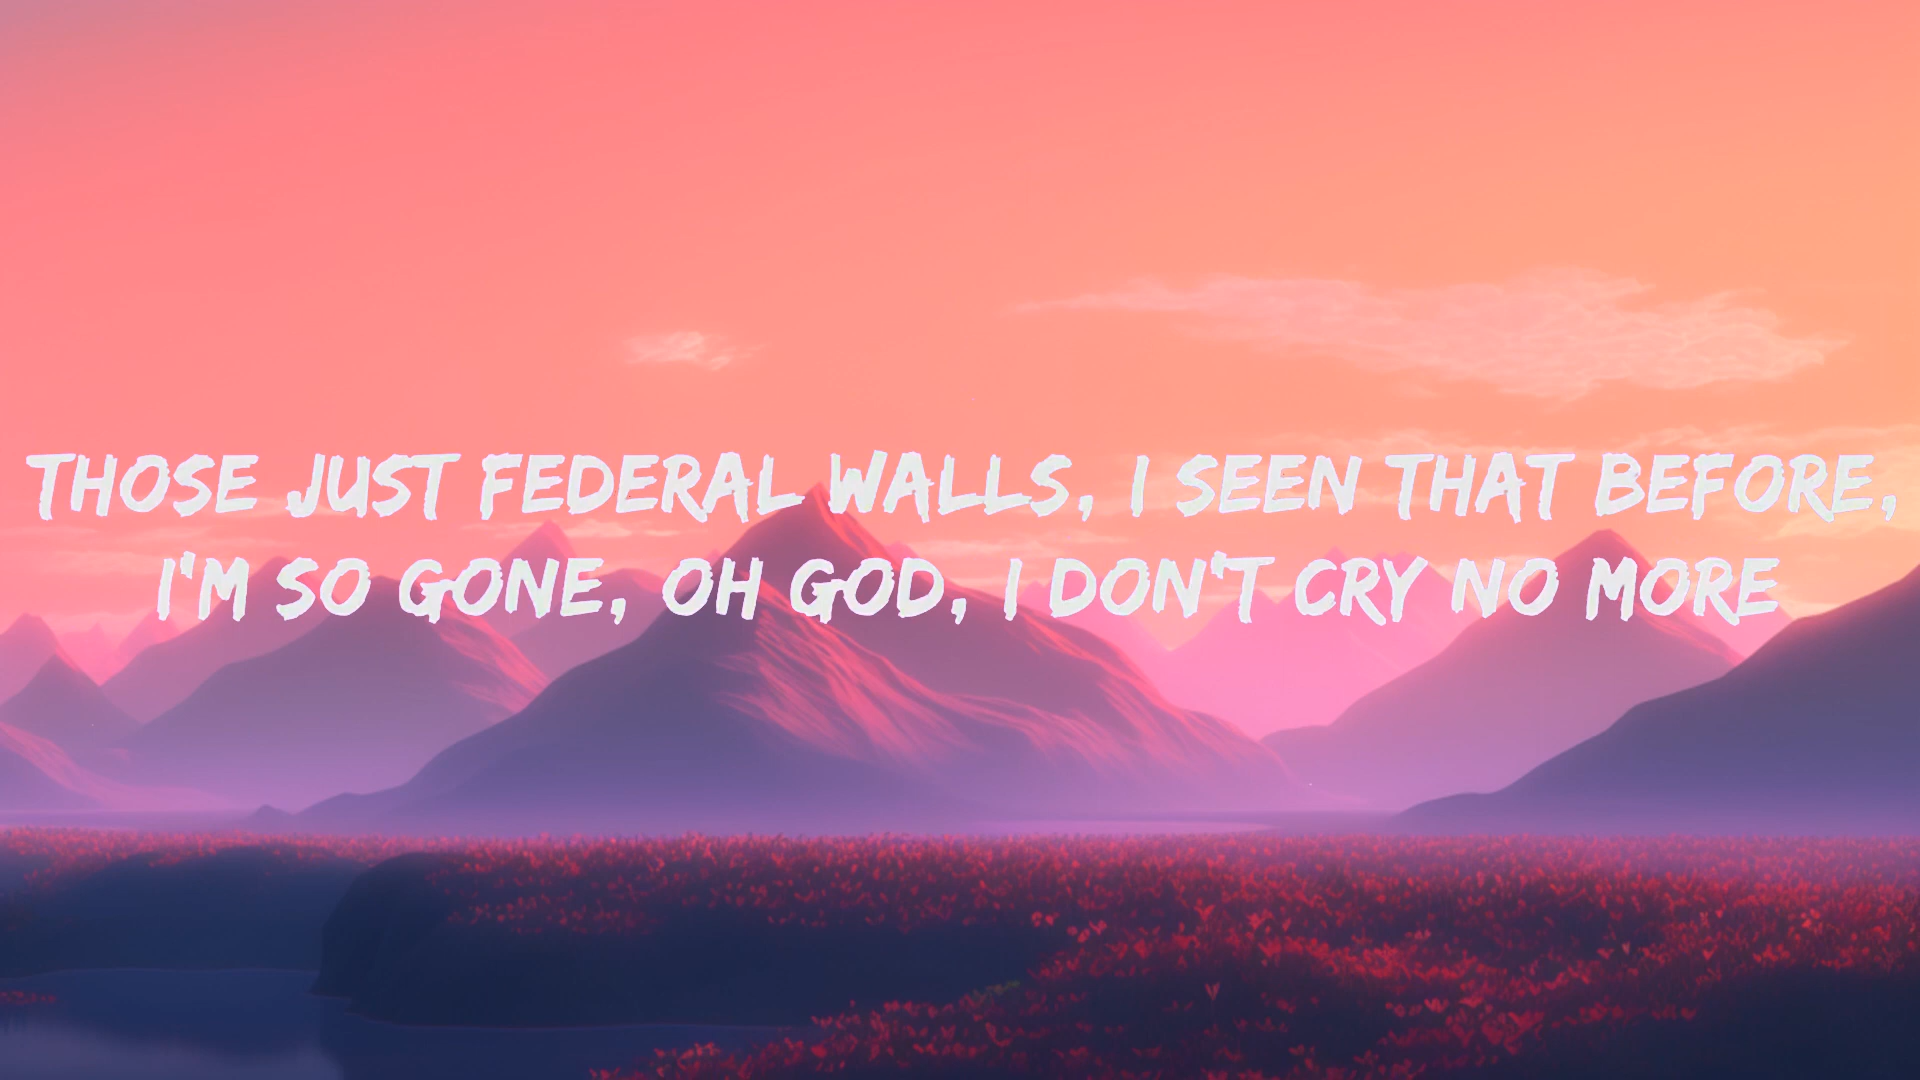 THOSE JUST FEDERAL WALLS, I SEEN THAT BEFORE,
I'M SO GONE, OH GOD, I DON'T CRY NO MORE